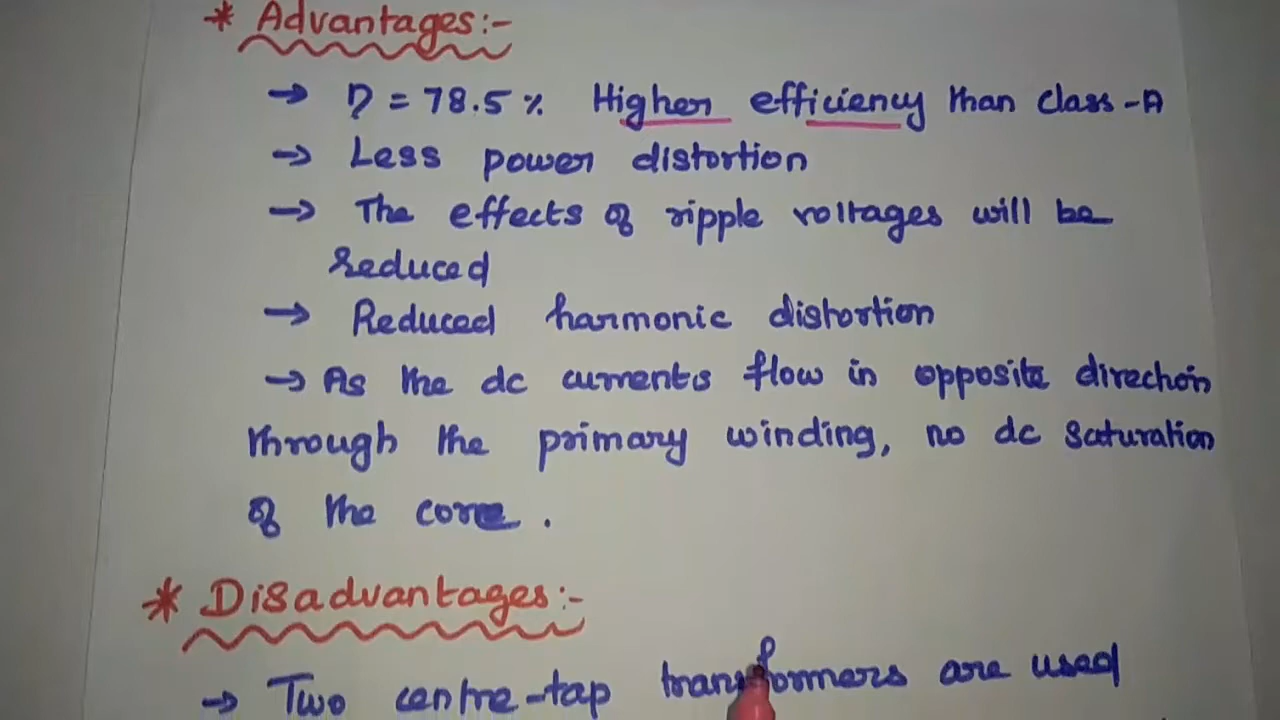 * Advantages:-
→ η = 78.5 % Higher efficiency than class-A
→ Less power distortion
→ The effects of ripple voltages will be
reduced
→ Reduced harmonic distortion
→ As the dc currents flow in opposite direction
through the primary winding, no dc saturation
of the core.
* Disadvantages:-
→ Two centre-tap transformers are used